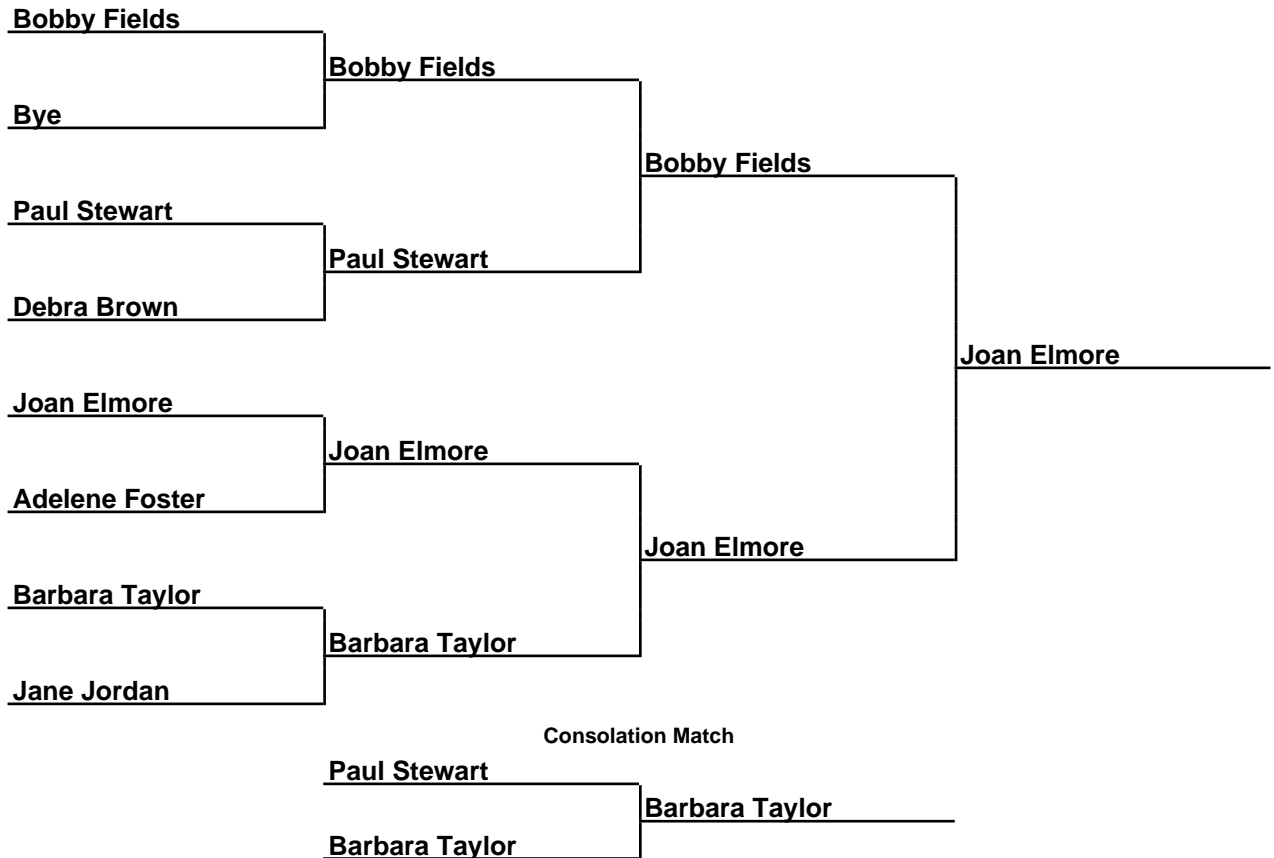 Bobby Fields
Bobby Fields
Bye
Bobby Fields
Paul Stewart
Paul Stewart
Debra Brown
Joan Elmore
Joan Elmore
Joan Elmore
Adelene Foster
Joan Elmore
Barbara Taylor
Barbara Taylor
Jane Jordan
Consolation Match
Paul Stewart
Barbara Taylor
Barbara Taylor